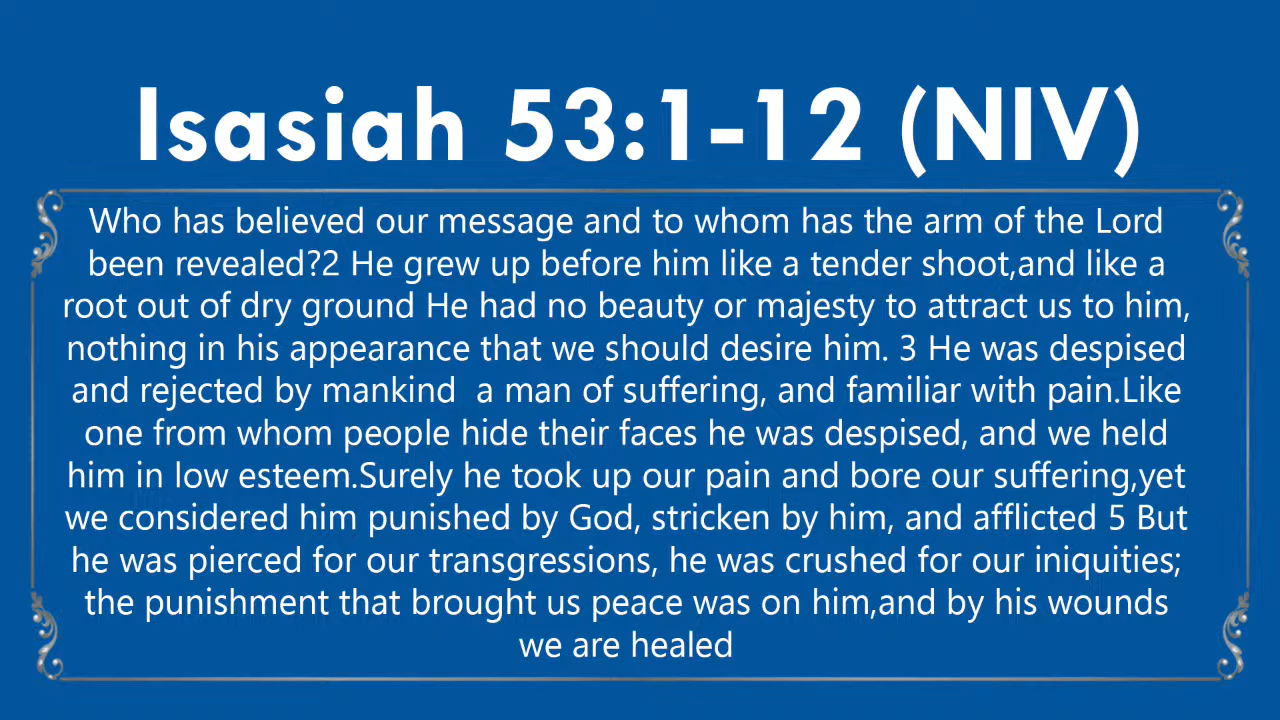 Isasiah 53:1-12 (NIV)
Who has believed our message and to whom has the arm of the Lord
been revealed?2 He grew up before him like a tender shoot,and like a
root out of dry ground He had no beauty or majesty to attract us to him,
nothing in his appearance that we should desire him. 3 He was despised
and rejected by mankind  a man of suffering, and familiar with pain.Like
one from whom people hide their faces he was despised, and we held
him in low esteem.Surely he took up our pain and bore our suffering,yet
we considered him punished by God, stricken by him, and afflicted 5 But
he was pierced for our transgressions, he was crushed for our iniquities;
the punishment that brought us peace was on him,and by his wounds
we are healed